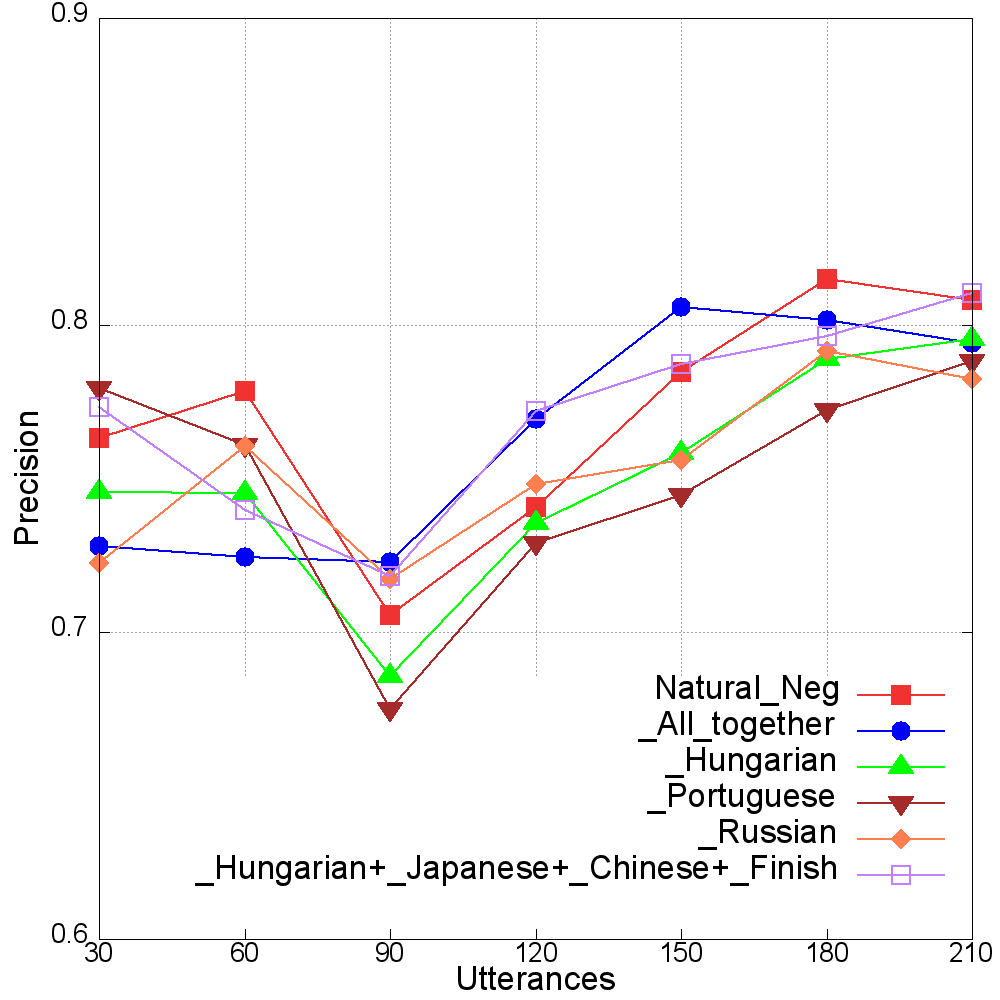 0.9
0.8
0.7
0.6
Precision
30 60 90 120 150 180 210
Utterances
Natural_Neg
_All_together
_Hungarian
_Portuguese
_Russian
_Hungarian+_Japanese+_Chinese+_Finish